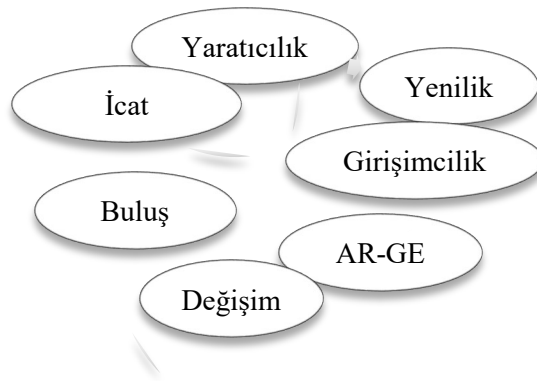 Yaratıcılık
Yenilik
İcat
Girişimcilik
Buluş
AR-GE
Değişim